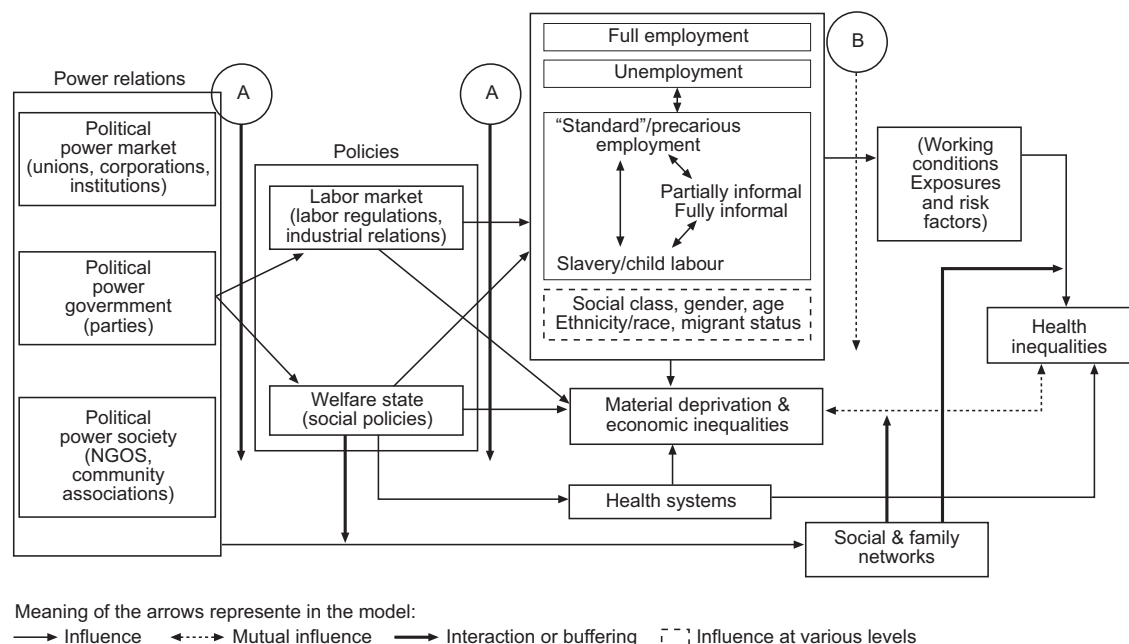 Power relations
A
Political
power market
(unions, corporations,
institutions)
Political
power
govermment
(parties)
Political
power society
(NGOS,
community
associations)
Policies
Labor market
(labor regulations,
industrial relations)
Welfare state
(social policies)
A
Full employment
Unemployment
“Standard”/precarious
employment
Partially informal
Fully informal
Slavery/child labour
Social class, gender, age
Ethnicity/race, migrant status
B
(Working
conditions
Exposures
and risk
factors)
Health
inequalities
Material deprivation &
economic inequalities
Health systems
Social & family
networks
Meaning of the arrows represente in the model:
Influence
Mutual influence
Interaction or buffering
Influence at various levels